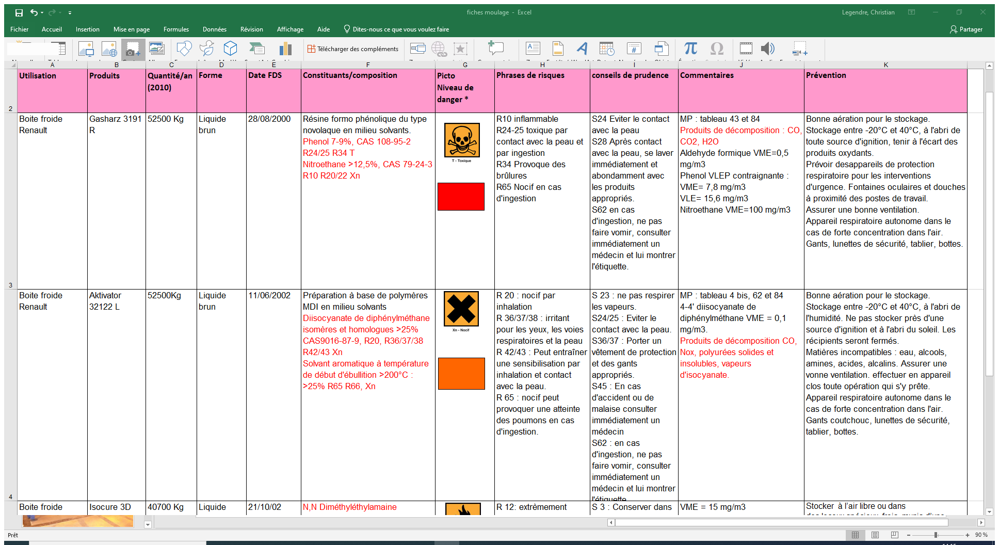 fiches moulage - Excel
Legendre, Christian
Fichier Accueil Insertion Mise en page Formules Données Révision Affichage Aide Dites-nous ce que vous voulez faire Partager
Télécharger des compléments
A B C D E F G H I J K
2
Utilisation
Produits
Quantité/an
(2010)
Forme
Date FDS
Constituants/composition
Picto
Niveau de
danger *
Phrases de risques
conseils de prudence
Commentaires
Prévention
3
Boite froide
Renault
Gasharz 3191
R
52500 Kg
Liquide
brun
28/08/2000
Résine formo phénolique du type
novolaque en milieu solvants.
Phenol 7-9%, CAS 108-95-2
R24/25 R34 T
Nitroethane >12,5%, CAS 79-24-3
R10 R20/22 Xn
T - Toxique
R10 inflammable
R24-25 toxique par
contact avec la peau et
par ingestion
R34 Provoque des
brûlures
R65 Nocif en cas
d'ingestion
S24 Eviter le contact
avec la peau
S28 Après contact
avec la peau, se laver
immédiatement et
abondamment avec
les produits
appropriés.
S62 en cas
d'ingestion, ne pas
faire vomir, consulter
immédiatement un
médecin et lui montrer
l'étiquette.
MP : tableau 43 et 84
Produits de décomposition : CO,
CO2, H2O
Aldehyde formique VME=0,5
mg/m3
Phenol VLEP contraignante :
VME= 7,8 mg/m3
VLE= 15,6 mg/m3
Nitroethane VME=100 mg/m3
Bonne aération pour le stockage.
Stockage entre -20°C et 40°C, à l'abri de
toute source d'ignition, tenir à l'écart des
produits oxydants.
Prévoir desappareils de protection
respiratoire pour les interventions
d'urgence. Fontaines oculaires et douches
à proximité des postes de travail.
Assurer une bonne ventilation.
Appareil respiratoire autonome dans le
cas de forte concentration dans l'air.
Gants, lunettes de sécurité, tablier, bottes.
4
Boite froide
Renault
Aktivator
32122 L
52500Kg
Liquide
brun
11/06/2002
Préparation à base de polymères
MDI en milieu solvants
Diisocyanate de diphénylméthane
isomères et homologues >25%
CAS9016-87-9, R20, R36/37/38
R42/43 Xn
Solvant aromatique à température
de début d'ébullition >200°C :
>25% R65 R66, Xn
Xn - Nocif
R 20 : nocif par
inhalation
R 36/37/38 : irritant
pour les yeux, les voies
respiratoires et la peau
R 42/43 : Peut entraîner
une sensibilisation par
inhalation et contact
avec la peau.
R 65 : nocif peut
provoquer une atteinte
des poumons en cas
d'ingestion.
S 23 : ne pas respirer
les vapeurs.
S24/25 : Eviter le
contact avec la peau.
S36/37 : Porter un
vêtement de protection
et des gants
appropriés.
S45 : En cas
d'accident ou de
malaise consulter
immédiatement un
médecin
S62 : en cas
d'ingestion, ne pas
faire vomir, consulter
immédiatement un
médecin et lui montrer
l'étiquette
MP : tableau 4 bis, 62 et 84
4-4' diisocyanate de
diphénylméthane VME = 0,1
mg/m3.
Produits de décomposition CO,
Nox, polyurées solides et
insolubles, vapeurs
d'isocyanate.
Bonne aération pour le stockage.
Stockage entre -20°C et 40°C, à l'abri de
l'humidité. Ne pas stocker près d'une
source d'ignition et à l'abri du soleil. Les
récipients seront fermés.
Matières incompatibles : eau, alcools,
amines, acides, alcalins. Assurer une
vonne ventilation. effectuer en appareil
clos toute opération qui s'y prête.
Appareil respiratoire autonome dans le
cas de forte concentration dans l'air.
Gants coutchouc, lunettes de sécurité,
tablier, bottes.
Boite froide
Isocure 3D
40700 Kg
Liquide
21/10/02
N,N Diméthyléthylamaine
R 12: extrèmement
S 3 : Conserver dans
VME = 15 mg/m3
Stocker à l'air libre ou dans
Prêt
90 %